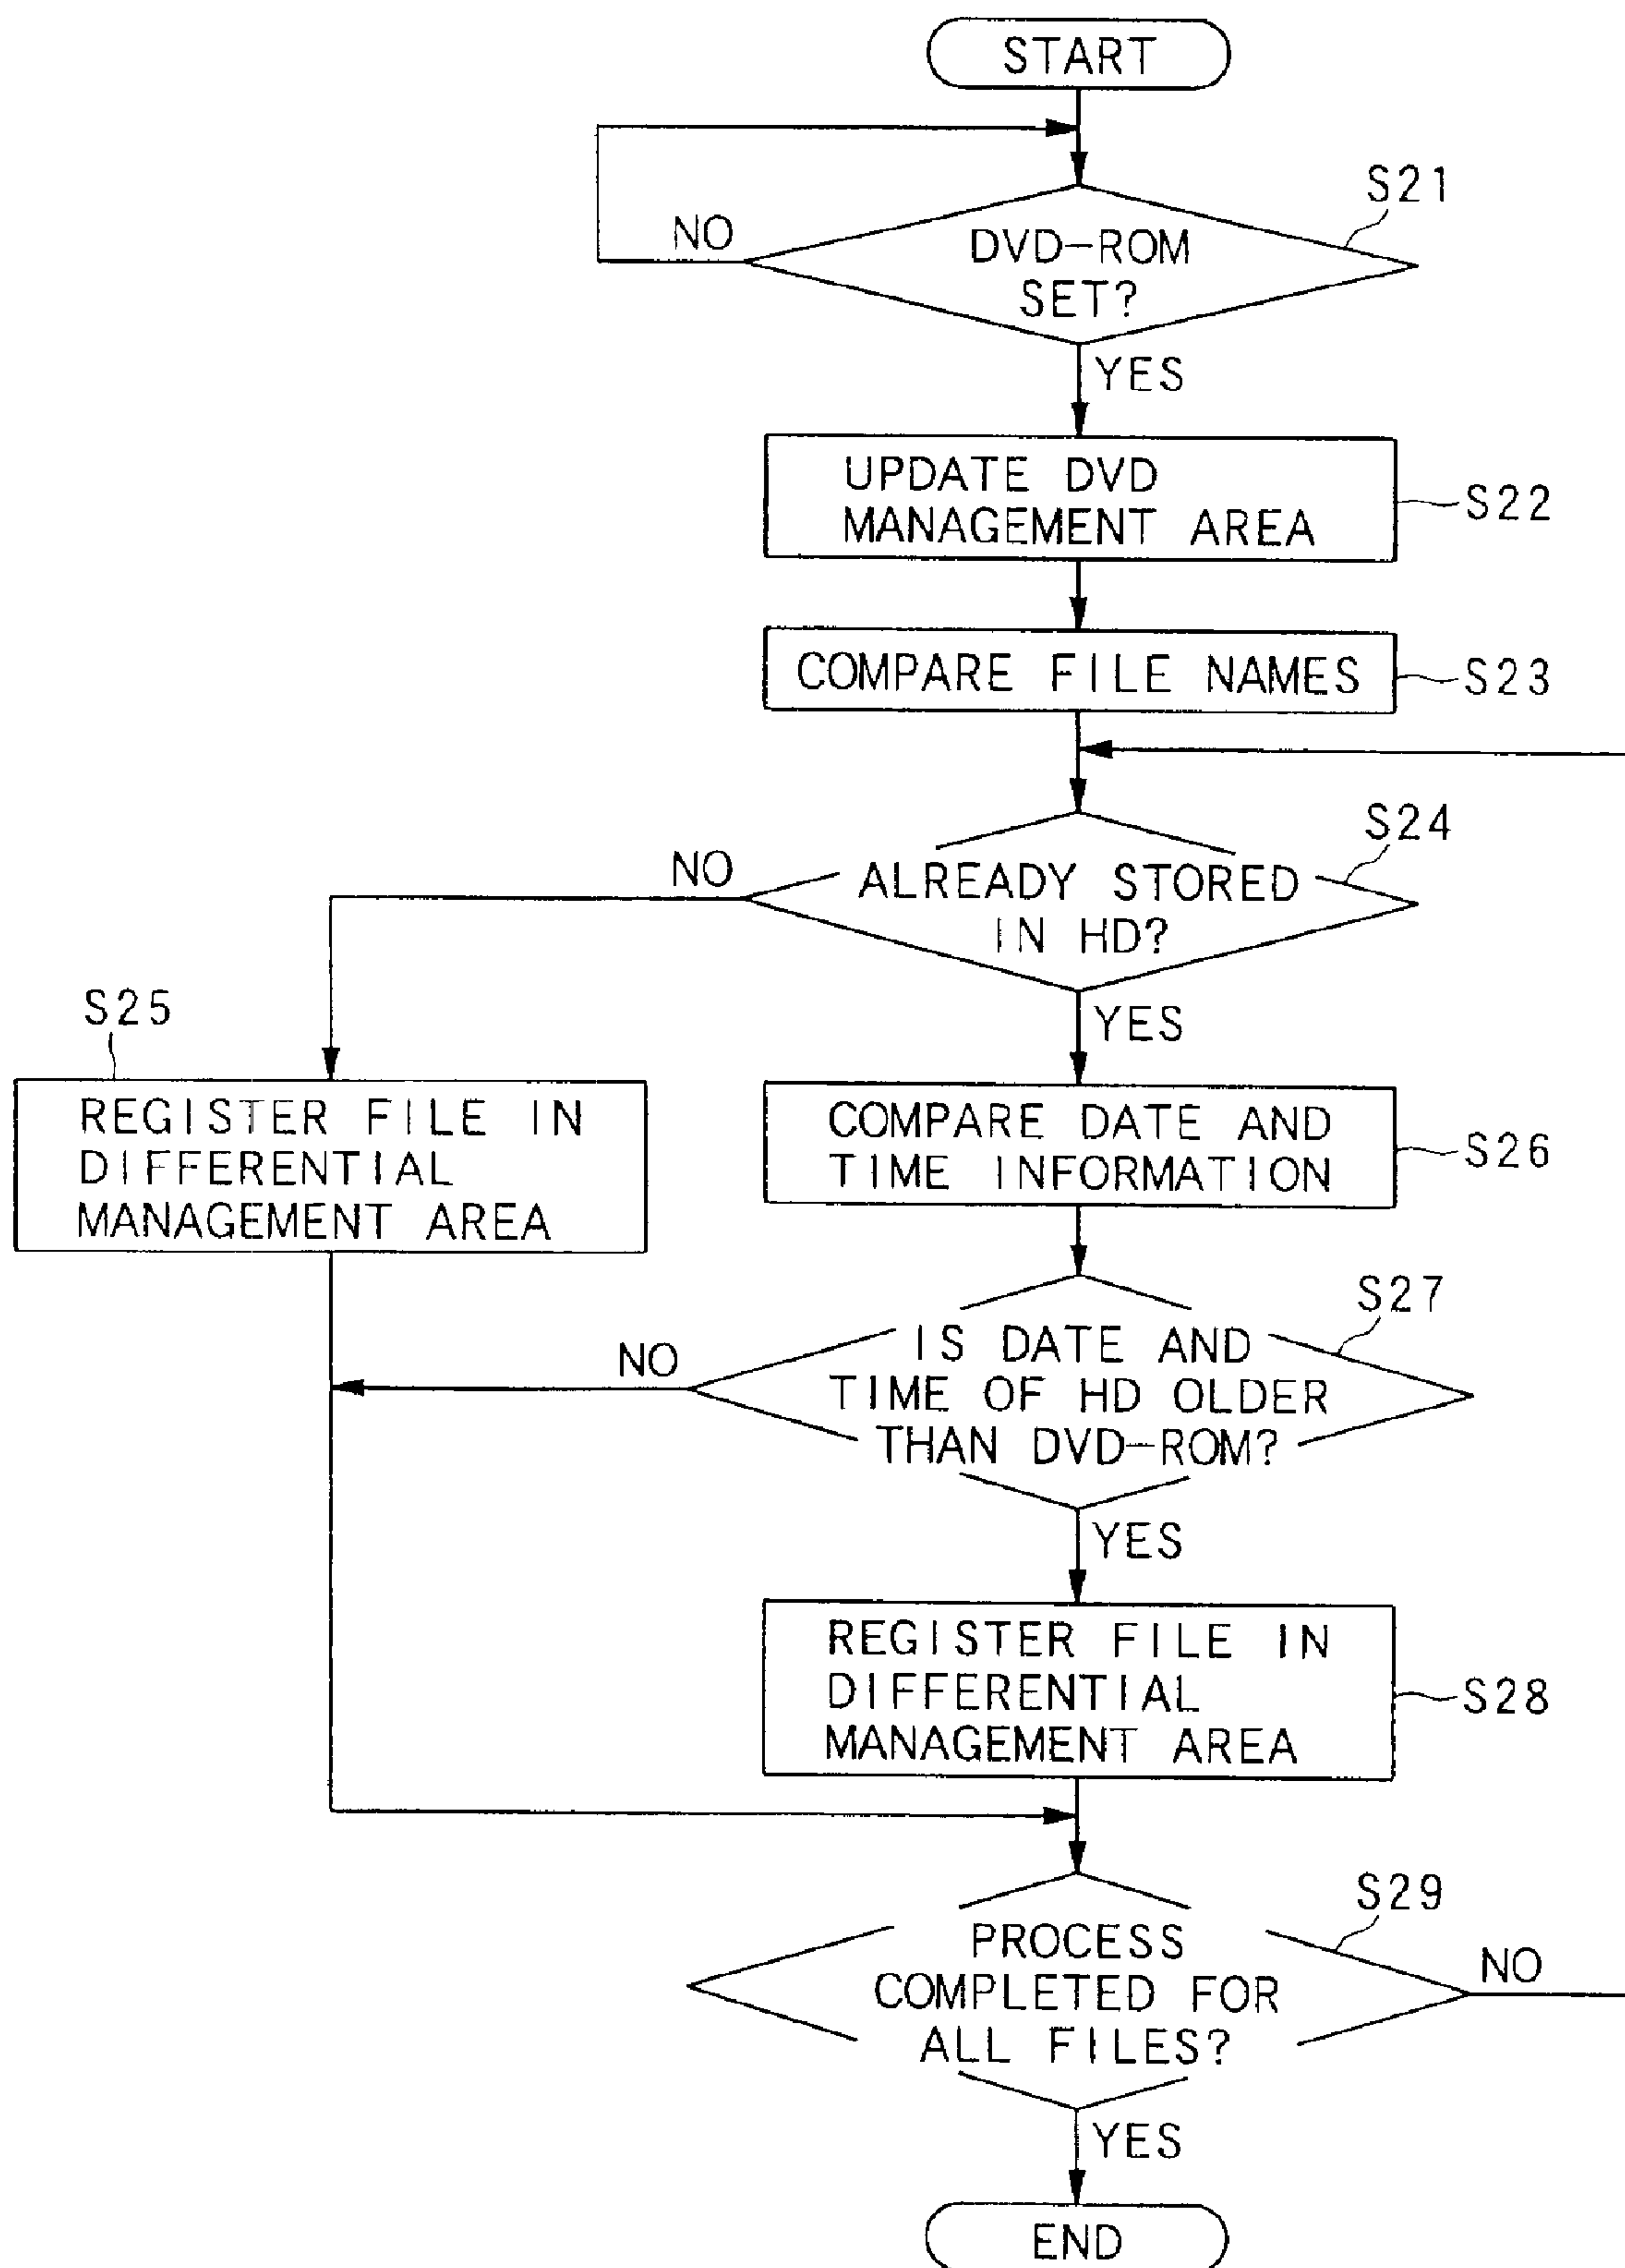 START
S21
NO
DVD-ROM
SET?
YES
UPDATE DVD
MANAGEMENT AREA
S22
COMPARE FILE NAMES
S23
S24
NO
ALREADY STORED
IN HD?
YES
S25
REGISTER FILE IN
DIFFERENTIAL
MANAGEMENT AREA
COMPARE DATE AND
TIME INFORMATION
S26
S27
NO
IS DATE AND
TIME OF HD OLDER
THAN DVD-ROM?
YES
REGISTER FILE IN
DIFFERENTIAL
MANAGEMENT AREA
S28
S29
PROCESS
COMPLETED FOR
ALL FILES?
NO
YES
END